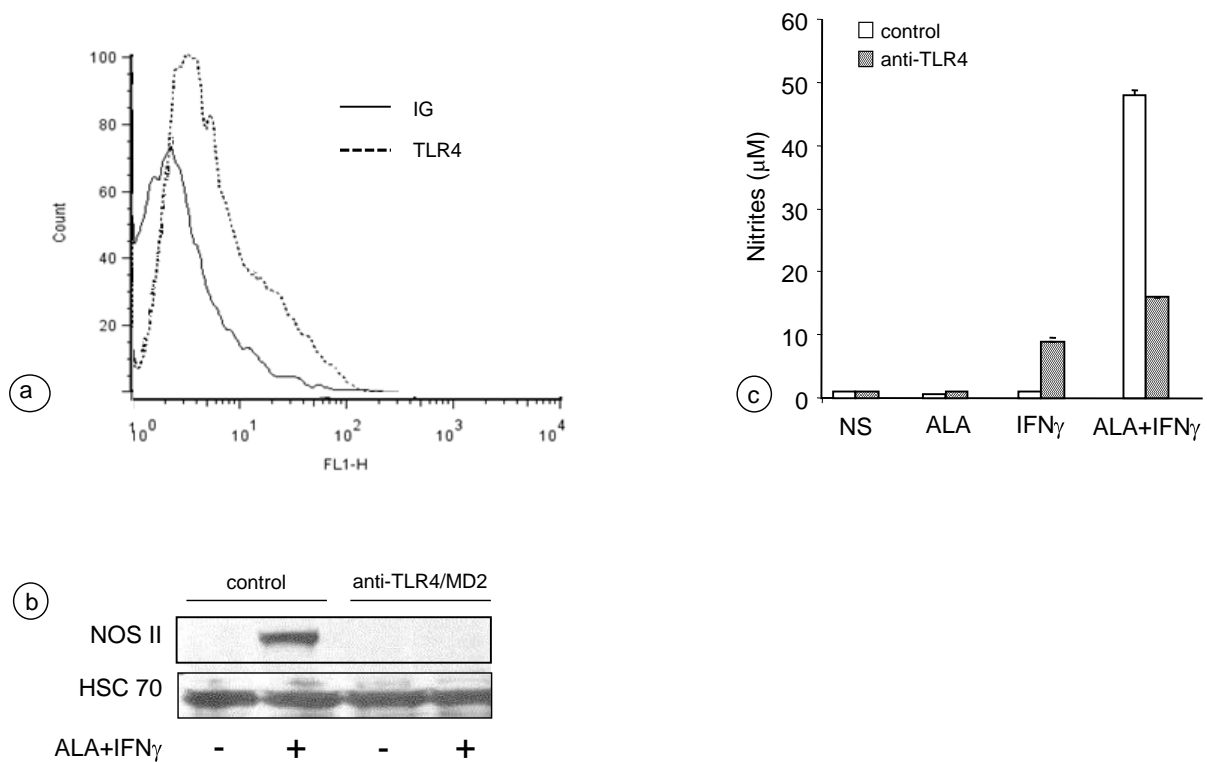 100
80
60
40
20
Count
IG
TLR4
10^0
10^1
10^2
10^3
10^4
FL1-H
a
60
50
40
30
20
10
0
Nitrites (μM)
control
anti-TLR4
NS
ALA
IFNγ
ALA+IFNγ
c
b
control
anti-TLR4/MD2
NOS II
HSC 70
ALA+IFNγ
- + - +